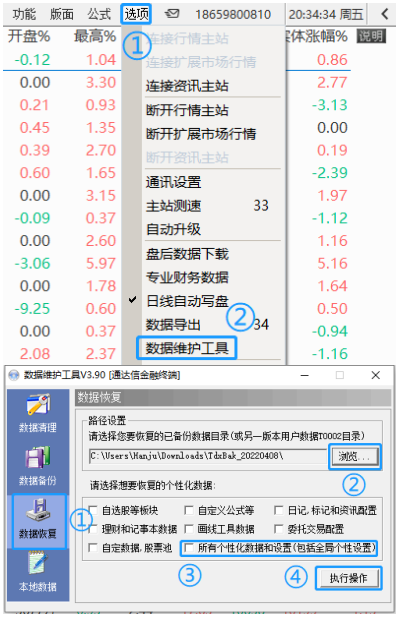 功能 版面 公式 选项 18659800810 20:34:34 周五
开盘% 最高% ① 连接行情主站 实体涨幅% 说明
-0.12 1.04 连接扩展市场行情 0.86
0.00 3.30 连接资讯主站 2.77
0.21 0.93 断开行情主站 -3.13
0.45 1.35 断开扩展市场行情 0.00
0.39 2.70 断开资讯主站 0.19
0.60 1.65 通讯设置 -2.39
0.00 3.15 主站测速 33 1.97
-0.09 0.37 自动升级 -1.12
0.00 2.60 盘后数据下载 1.16
-3.06 5.97 专业财务数据 5.16
0.00 1.78 日线自动写盘 1.64
-9.25 0.60 ② 0.50
0.00 0.37 数据导出 34 -0.94
2.08 2.37 数据维护工具 -1.16
数据维护工具V3.90 [通达信金融终端]
数据清理
数据备份
① 数据恢复
本地数据
数据恢复
路径设置
请选择您要恢复的已备份数据目录(或另一版本用户数据T0002目录)
C:\Users\Hanju\Downloads\TdxBak_20220408\ 浏览...
②
请选择想要恢复的个性化数据:
自选股等板块 自定义公式等 日记,标记和资讯配置
理财和记事本数据 画线工具数据 委托交易配置
自定数据,股票池 所有个性化数据和设置(包括全局个性设置)
③ ④ 执行操作